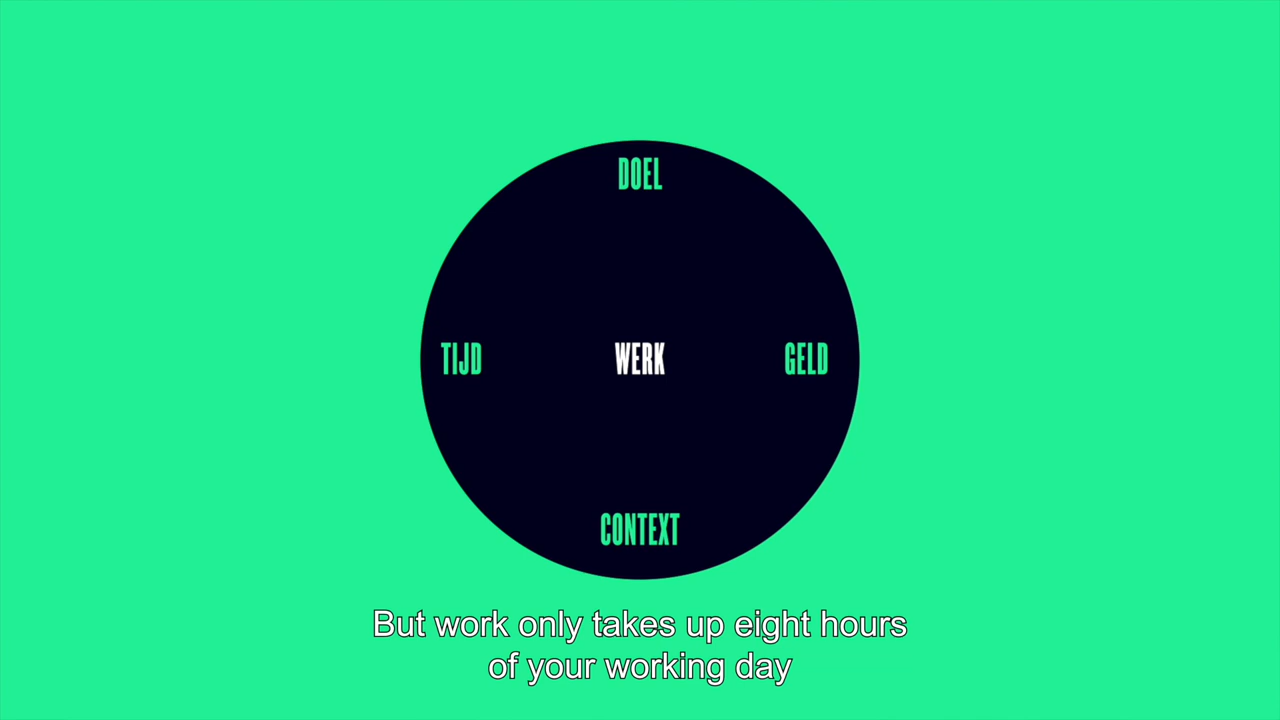 DOEL
TIJD
WERK
GELD
CONTEXT
But work only takes up eight hours
of your working day